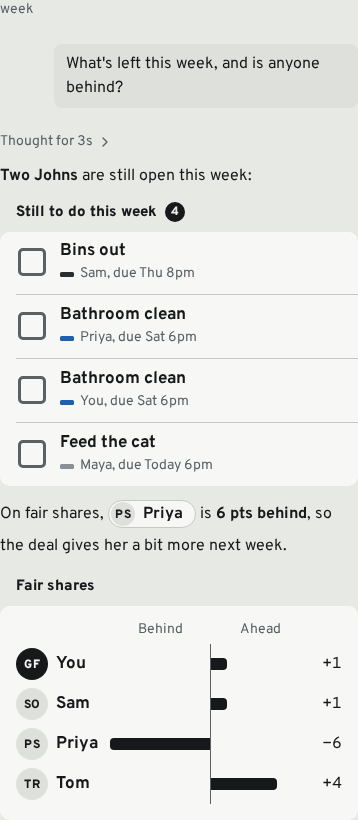 week
What's left this week, and is anyone
behind?
Thought for 3s
Two Johns are still open this week:
Still to do this week 4
Bins out
Sam, due Thu 8pm
Bathroom clean
Priya, due Sat 6pm
Bathroom clean
You, due Sat 6pm
Feed the cat
Maya, due Today 6pm
On fair shares, PS Priya is 6 pts behind, so
the deal gives her a bit more next week.
Fair shares
Behind Ahead
GF You +1
SO Sam +1
PS Priya −6
TR Tom +4